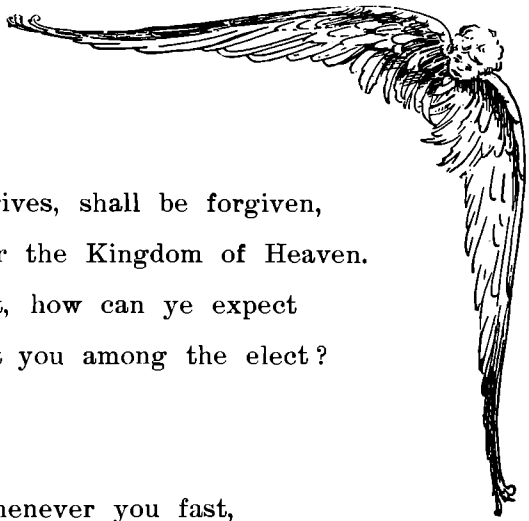 shall be forgiven,
the Kingdom of Heaven.
how can ye expect
you among the elect?
you fast,